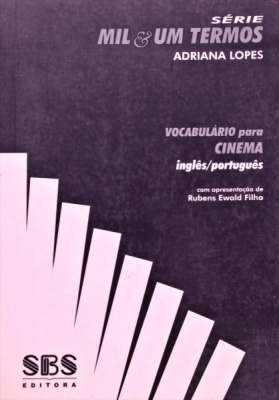 SÉRIE
MIL & UM TERMOS
ADRIANA LOPES
VOCABULÁRIO para
CINEMA
inglês/português
com apresentação de
Rubens Ewald Filho
SBS
EDITORA